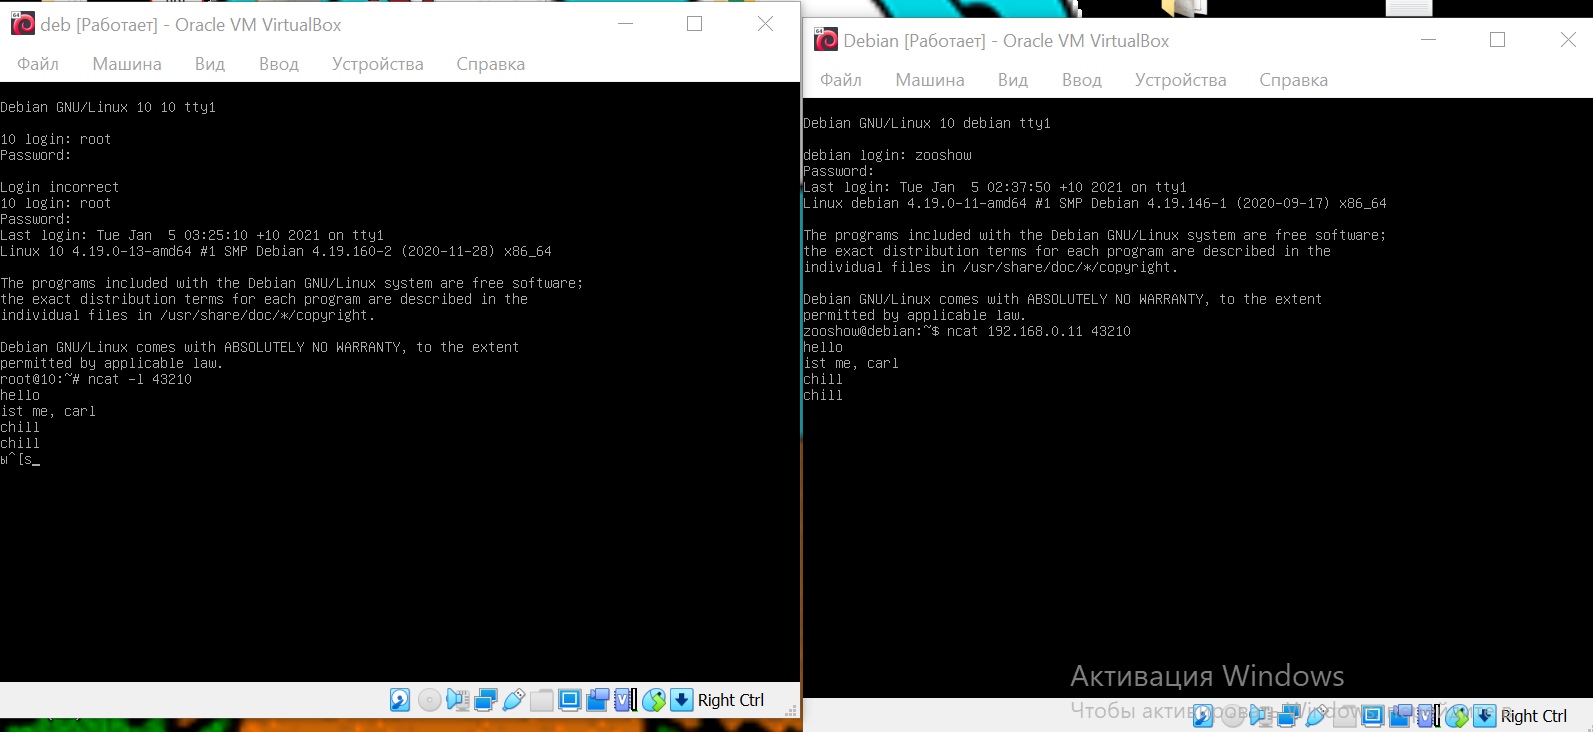 deb [Работает] - Oracle VM VirtualBox
Файл Машина Вид Ввод Устройства Справка
Debian GNU/Linux 10 10 tty1
10 login: root
Password:
Login incorrect
10 login: root
Password:
Last login: Tue Jan  5 03:25:10 +10 2021 on tty1
Linux 10 4.19.0-13-amd64 #1 SMP Debian 4.19.160-2 (2020-11-28) x86_64
The programs included with the Debian GNU/Linux system are free software;
the exact distribution terms for each program are described in the
individual files in /usr/share/doc/*/copyright.
Debian GNU/Linux comes with ABSOLUTELY NO WARRANTY, to the extent
permitted by applicable law.
root@10:~# ncat -l 43210
hello
ist me, carl
chill
chill
ы^[s_
Right Ctrl
Debian [Работает] - Oracle VM VirtualBox
Файл Машина Вид Ввод Устройства Справка
Debian GNU/Linux 10 debian tty1
debian login: zooshow
Password:
Last login: Tue Jan  5 02:37:50 +10 2021 on tty1
Linux debian 4.19.0-11-amd64 #1 SMP Debian 4.19.146-1 (2020-09-17) x86_64
The programs included with the Debian GNU/Linux system are free software;
the exact distribution terms for each program are described in the
individual files in /usr/share/doc/*/copyright.
Debian GNU/Linux comes with ABSOLUTELY NO WARRANTY, to the extent
permitted by applicable law.
zooshow@debian:~$ ncat 192.168.0.11 43210
hello
ist me, carl
chill
chill
Активация Windows
Чтобы активировать Windows
Right Ctrl